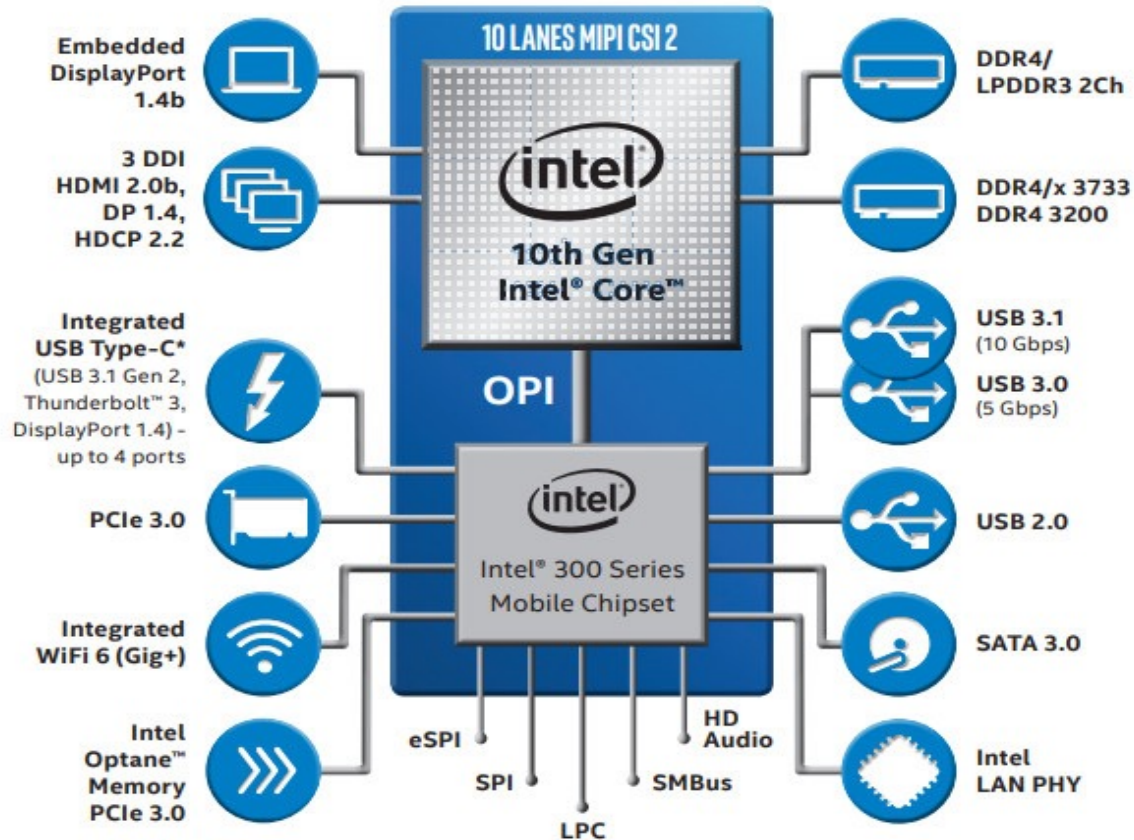 10 LANES MIPI CSI 2
Embedded
DisplayPort
1.4b
3 DDI
HDMI 2.0b,
DP 1.4,
HDCP 2.2
Integrated
USB Type-C*
(USB 3.1 Gen 2,
Thunderbolt™ 3,
DisplayPort 1.4) -
up to 4 ports
PCIe 3.0
Integrated
WiFi 6 (Gig+)
Intel
Optane™
Memory
PCIe 3.0
intel
10th Gen
Intel® Core™
OPI
intel
Intel® 300 Series
Mobile Chipset
eSPI
SPI
LPC
SMBus
HD
Audio
DDR4/
LPDDR3 2Ch
DDR4/x 3733
DDR4 3200
USB 3.1
(10 Gbps)
USB 3.0
(5 Gbps)
USB 2.0
SATA 3.0
Intel
LAN PHY